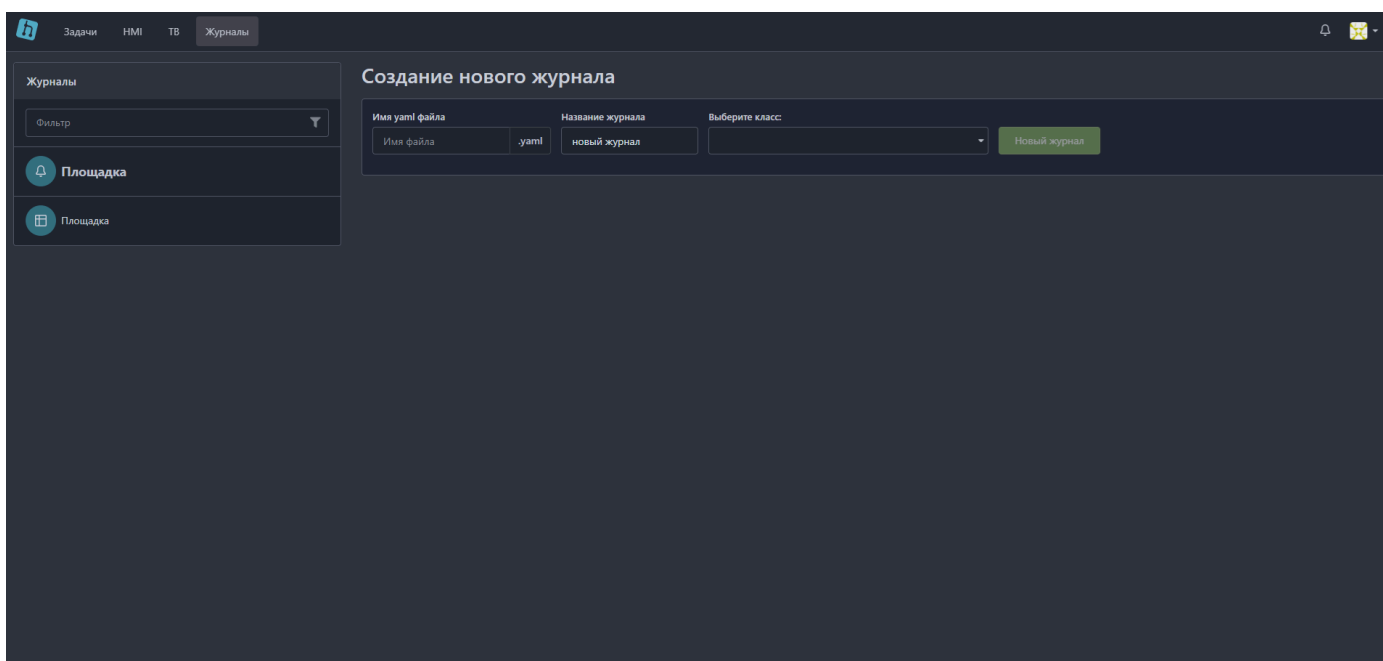 Задачи HMI ТВ Журналы
Журналы
Фильтр
Площадка
Площадка
Создание нового журнала
Имя yaml файла Название журнала Выберите класс:
Имя файла .yaml новый журнал Новый журнал